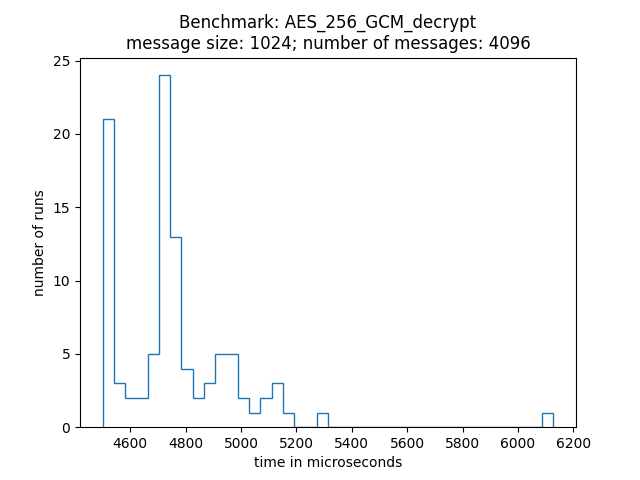 Benchmark: AES_256_GCM_decrypt
message size: 1024; number of messages: 4096
25
20
15
10
5
0
number of runs
4600 4800 5000 5200 5400 5600 5800 6000 6200
time in microseconds